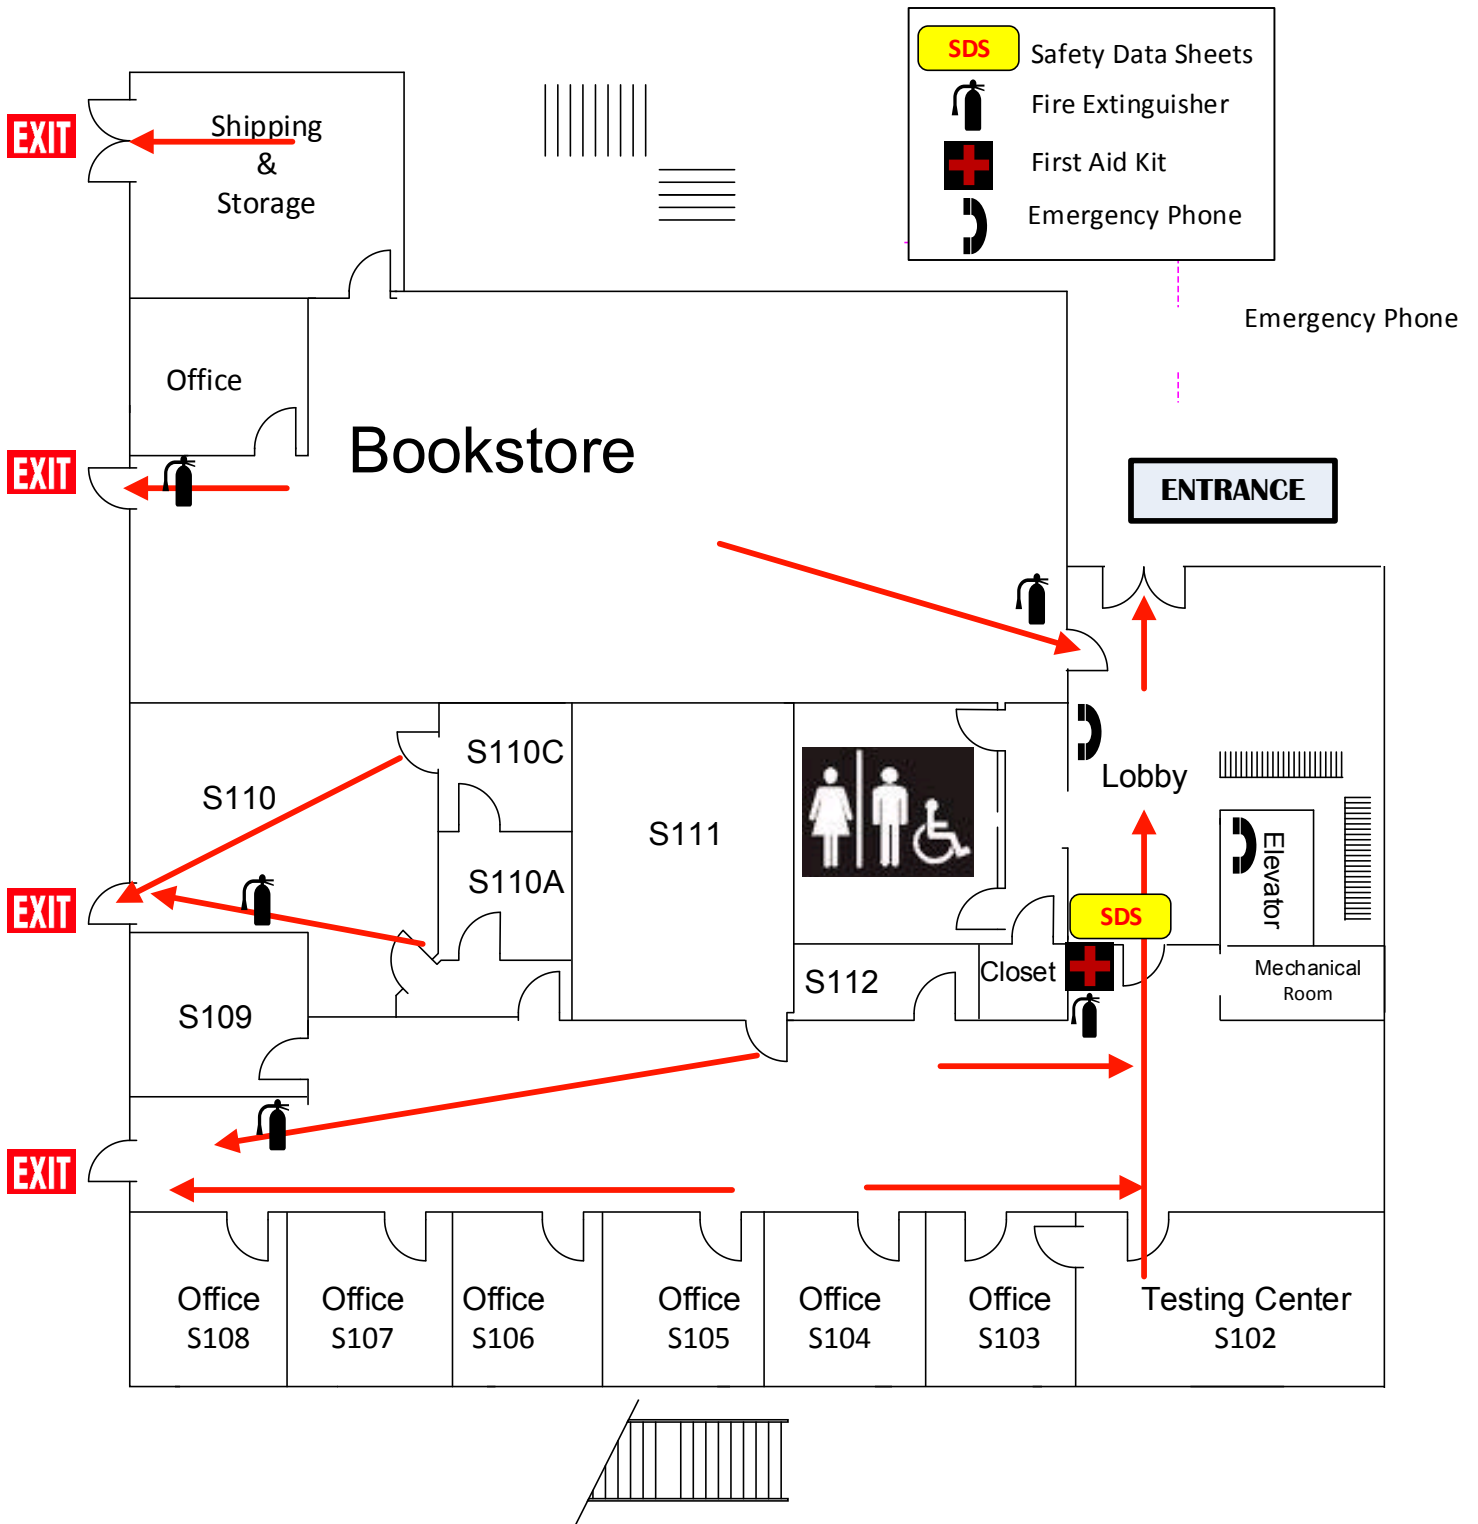 SDS
Safety Data Sheets
Fire Extinguisher
First Aid Kit
Emergency Phone
EXIT
Shipping
&
Storage
Emergency Phone
Office
Bookstore
EXIT
ENTRANCE
S110C
Lobby
S110
S111
Elevator
S110A
EXIT
SDS
Closet
S112
Mechanical
Room
S109
EXIT
Office
S108
Office
S107
Office
S106
Office
S105
Office
S104
Office
S103
Testing Center
S102